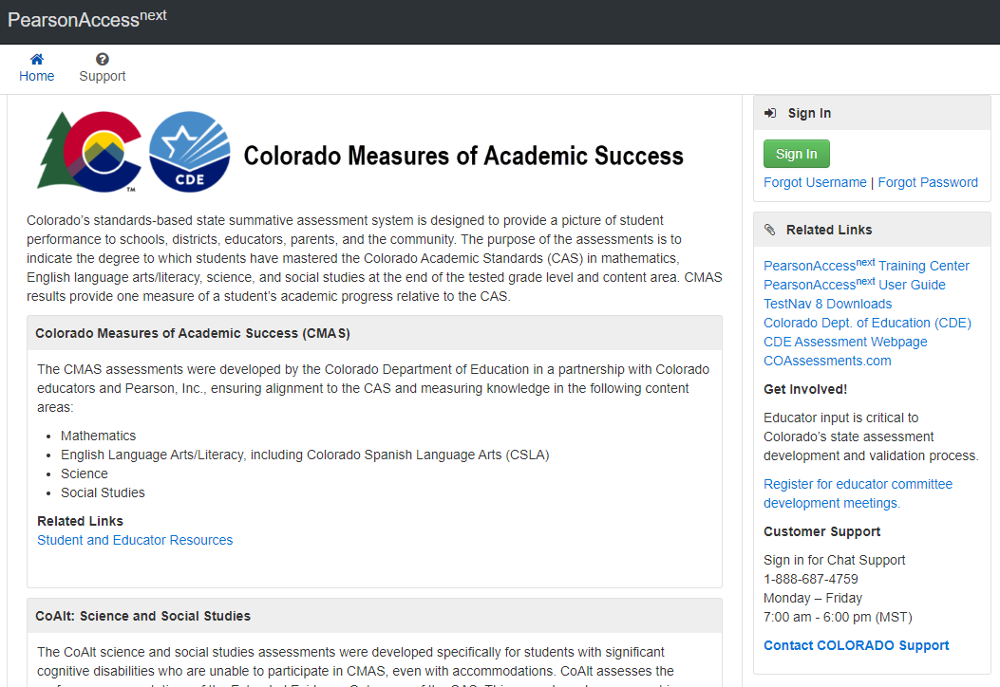 PearsonAccessnext
Home
Support
CDE
TM
Colorado Measures of Academic Success
Colorado’s standards-based state summative assessment system is designed to provide a picture of student
performance to schools, districts, educators, parents, and the community. The purpose of the assessments is to
indicate the degree to which students have mastered the Colorado Academic Standards (CAS) in mathematics,
English language arts/literacy, science, and social studies at the end of the tested grade level and content area. CMAS
results provide one measure of a student’s academic progress relative to the CAS.
Colorado Measures of Academic Success (CMAS)
The CMAS assessments were developed by the Colorado Department of Education in a partnership with Colorado
educators and Pearson, Inc., ensuring alignment to the CAS and measuring knowledge in the following content
areas:
• Mathematics
• English Language Arts/Literacy, including Colorado Spanish Language Arts (CSLA)
• Science
• Social Studies
Related Links
Student and Educator Resources
CoAlt: Science and Social Studies
The CoAlt science and social studies assessments were developed specifically for students with significant
cognitive disabilities who are unable to participate in CMAS, even with accommodations. CoAlt assesses the
Sign In
Sign In
Forgot Username | Forgot Password
Related Links
PearsonAccessnext Training Center
PearsonAccessnext User Guide
TestNav 8 Downloads
Colorado Dept. of Education (CDE)
CDE Assessment Webpage
COAssessments.com
Get Involved!
Educator input is critical to
Colorado’s state assessment
development and validation process.
Register for educator committee
development meetings.
Customer Support
Sign in for Chat Support
1-888-687-4759
Monday – Friday
7:00 am - 6:00 pm (MST)
Contact COLORADO Support